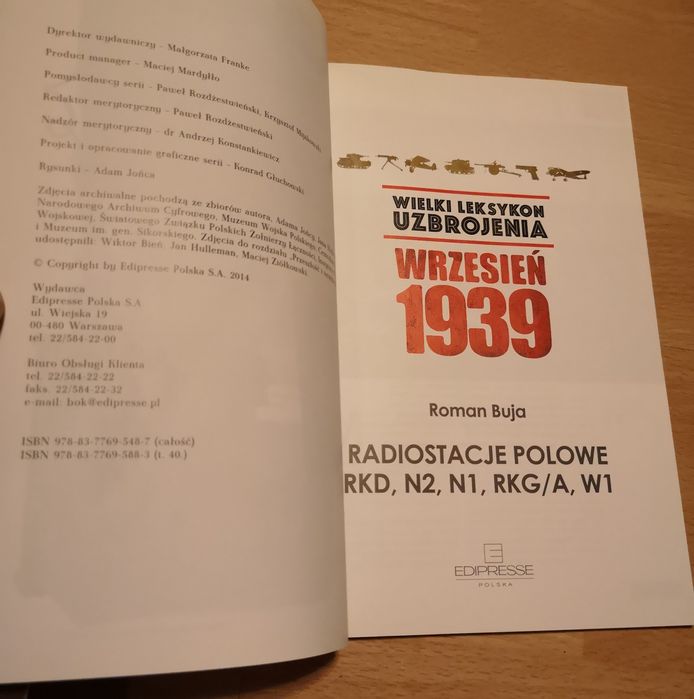 Dyrektor wydawniczy - Małgorzata Franke
Product manager - Maciej Mardyłło
Pomysłodawcy serii - Paweł Rozdżestwieński, Krzysztof
Redaktor merytoryczny - Paweł Rozdżestwieński
Nadzór merytoryczny - dr Andrzej Konstankiewicz
Projekt i opracowanie graficzne serii - Konrad Głuchowski
Rysunki - Adam Jońca
Zdjęcia archiwalne pochodzą ze zbiorów: autora, Adama Jońcy,
Narodowego Archiwum Cyfrowego, Muzeum Wojska Polskiego,
Wojskowej, Światowego Związku Polskich Żołnierzy Łączności,
i Muzeum im. gen. Sikorskiego. Zdjęcia do rozdziału
udostępnili: Wiktor Bień, Jan Hulleman, Maciej Ziółkowski
© Copyright by Edipresse Polska S.A. 2014
Wydawca
Edipresse Polska S.A
ul. Wiejska 19
00-480 Warszawa
tel. 22/584-22-00
Biuro Obsługi Klienta
tel. 22/584-22-22
faks. 22/584-22-32
e-mail: bok@edipresse.pl
ISBN 978-83-7769-548-7 (całość)
ISBN 978-83-7769-588-3 (t. 40.)
WIELKI LEKSYKON
UZBROJENIA
WRZESIEŃ
1939
Roman Buja
RADIOSTACJE POLOWE
RKD, N2, N1, RKG/A, W1
E
EDIPRESSE
POLSKA